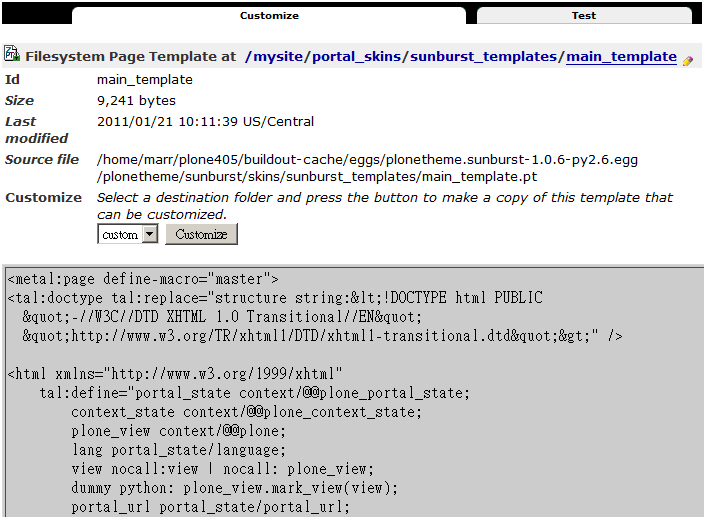 Customize Test
Filesystem Page Template at /mysite/portal_skins/sunburst_templates/main_template
Id main_template
Size 9,241 bytes
Last 2011/01/21 10:11:39 US/Central
modified
Source file /home/marr/plone405/buildout-cache/eggs/plonetheme.sunburst-1.0.6-py2.6.egg
/plonetheme/sunburst/skins/sunburst_templates/main_template.pt
Customize Select a destination folder and press the button to make a copy of this template that
can be customized.
custom Customize
<metal:page define-macro="master">
<tal:doctype tal:replace="structure string:&lt;!DOCTYPE html PUBLIC
  &quot;-//W3C//DTD XHTML 1.0 Transitional//EN&quot;
  &quot;http://www.w3.org/TR/xhtml1/DTD/xhtml1-transitional.dtd&quot;&gt;" />
<html xmlns="http://www.w3.org/1999/xhtml"
    tal:define="portal_state context/@@plone_portal_state;
        context_state context/@@plone_context_state;
        plone_view context/@@plone;
        lang portal_state/language;
        view nocall:view | nocall: plone_view;
        dummy python: plone_view.mark_view(view);
        portal_url portal_state/portal_url;